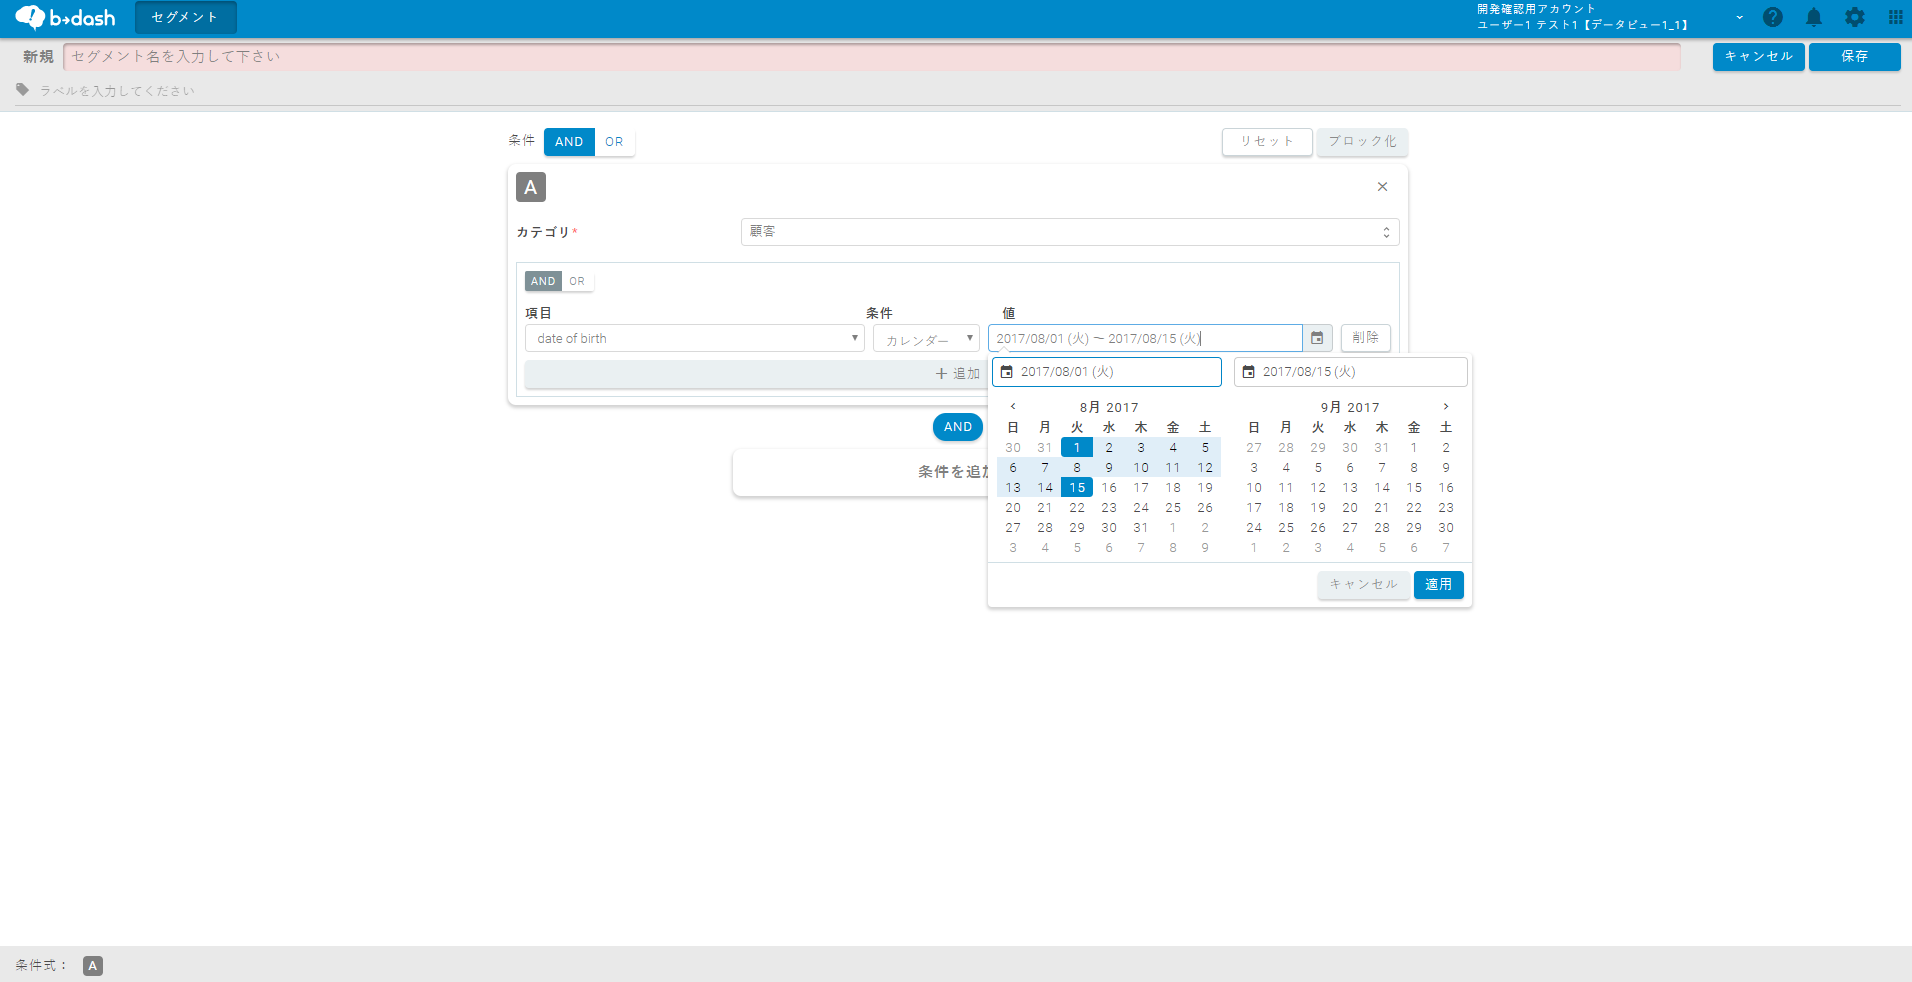 b→dash セグメント 開発確認用アカウント
ユーザー1 テスト1【データビュー1_1】
新規 セグメント名を入力して下さい キャンセル 保存
ラベルを入力してください
条件 AND OR リセット ブロック化
A
カテゴリ* 顧客
AND OR
項目 条件 値
date of birth カレンダー 2017/08/01 (火) ～ 2017/08/15 (火) 削除
追加 2017/08/01 (火) 2017/08/15 (火)
8月 2017 9月 2017
AND 日 月 火 水 木 金 土 日 月 火 水 木 金 土
30 31 1 2 3 4 5 27 28 29 30 31 1 2
6 7 8 9 10 11 12 3 4 5 6 7 8 9
条件を追加
13 14 15 16 17 18 19 10 11 12 13 14 15 16
20 21 22 23 24 25 26 17 18 19 20 21 22 23
27 28 29 30 31 1 2 24 25 26 27 28 29 30
3 4 5 6 7 8 9 1 2 3 4 5 6 7
キャンセル 適用
条件式： A